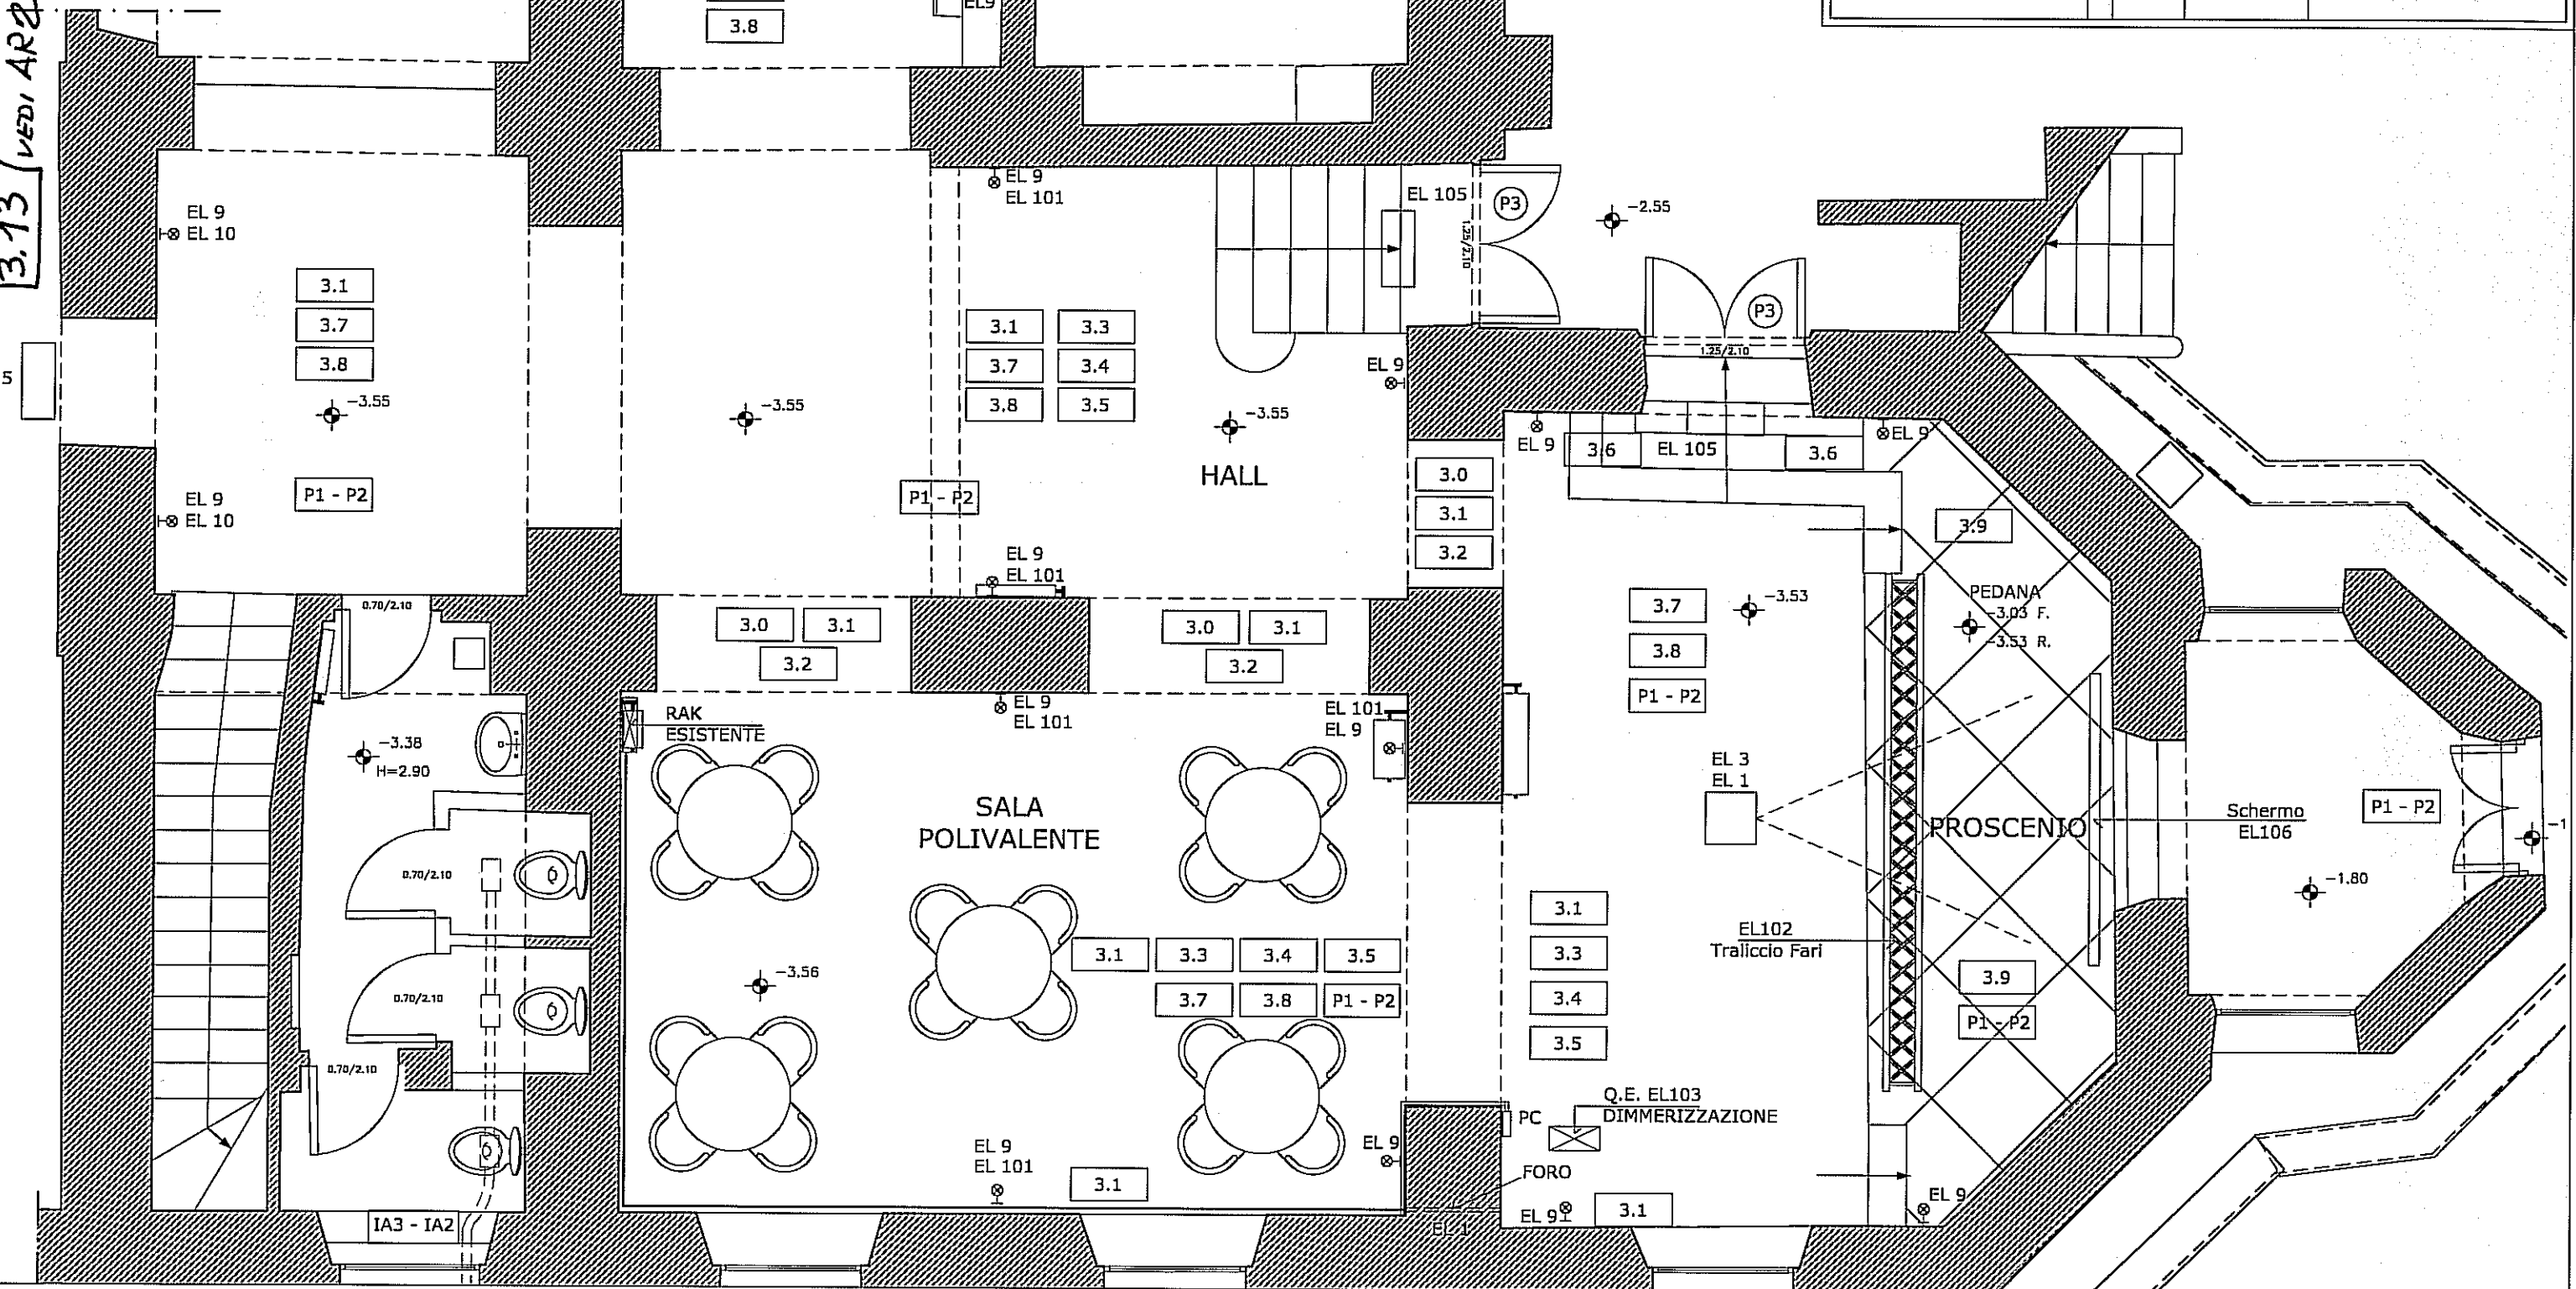 3.13 (VEDI AR2
3.8
EL9
EL 9
EL 10
3.1
3.7
3.8
-3.55
P1 - P2
EL 9
EL 10
5
-3.55
P1 - P2
EL 9
EL 101
3.1 3.3
3.7 3.4
3.8 3.5
-3.55
HALL
EL 9
EL 101
EL 105
1.25/2.10
P3
-2.55
P3
1.25/2.10
EL 9
EL 9
3.6
EL 105
3.6
EL 9
3.0
3.1
3.2
3.9
PEDANA
-3.03 F.
-3.53 R.
3.7
3.8
P1 - P2
-3.53
0.70/2.10
3.0 3.1
3.2
3.0 3.1
3.2
-3.38
H=2.90
RAK
ESISTENTE
EL 9
EL 101
EL 101
EL 9
EL 3
EL 1
SALA
POLIVALENTE
PROSCENIO
Schermo
EL106
P1 - P2
-1
-1.80
0.70/2.10
0.70/2.10
0.70/2.10
-3.56
3.1 3.3 3.4 3.5
3.7 3.8 P1 - P2
3.1
3.3
3.4
3.5
EL102
Traliccio Fari
3.9
P1 - P2
Q.E. EL103
DIMMERIZZAZIONE
PC
FORO
EL 9
EL 101
3.1
EL 9
EL 9
3.1
EL 9
EL 1
IA3 - IA2